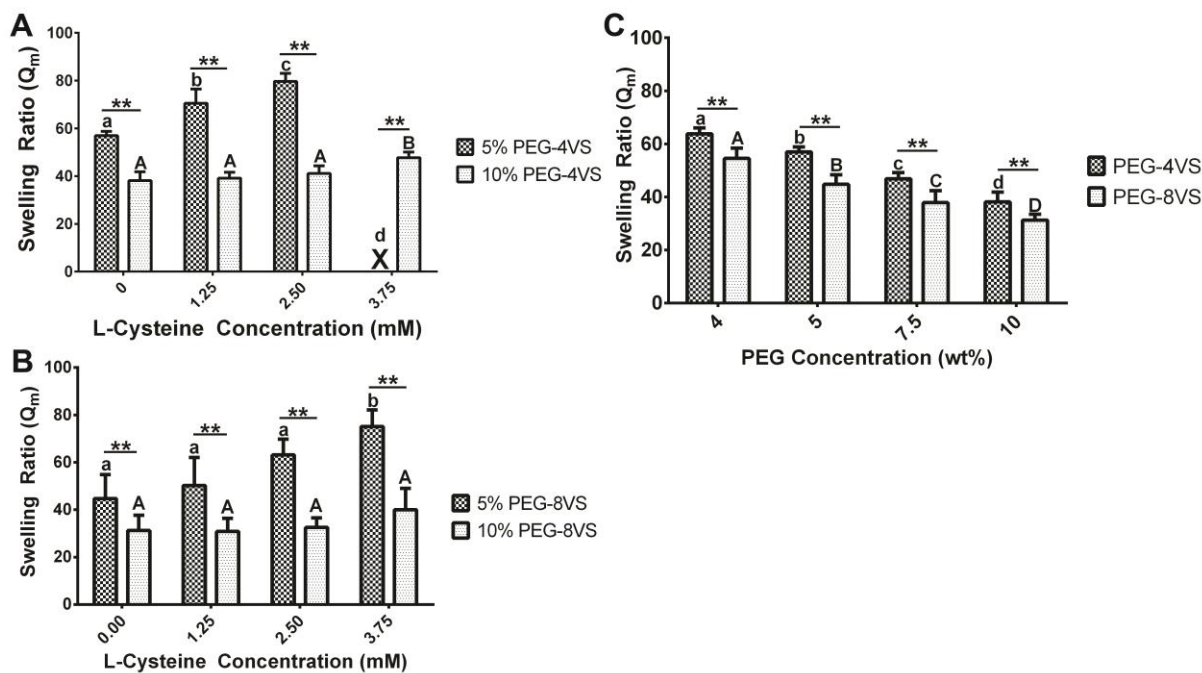 A
Swelling Ratio (Qm)
100
80
60
40
20
0
**
**
**
**
a
A
b
A
c
A
d
X
B
0
1.25
2.50
3.75
L-Cysteine Concentration (mM)
5% PEG-4VS
10% PEG-4VS
B
Swelling Ratio (Qm)
100
80
60
40
20
0
**
**
**
**
a
A
a
A
a
A
b
A
0.00
1.25
2.50
3.75
L-Cysteine Concentration (mM)
5% PEG-8VS
10% PEG-8VS
C
Swelling Ratio (Qm)
100
80
60
40
20
0
**
**
**
**
a
A
b
B
c
C
d
D
4
5
7.5
10
PEG Concentration (wt%)
PEG-4VS
PEG-8VS